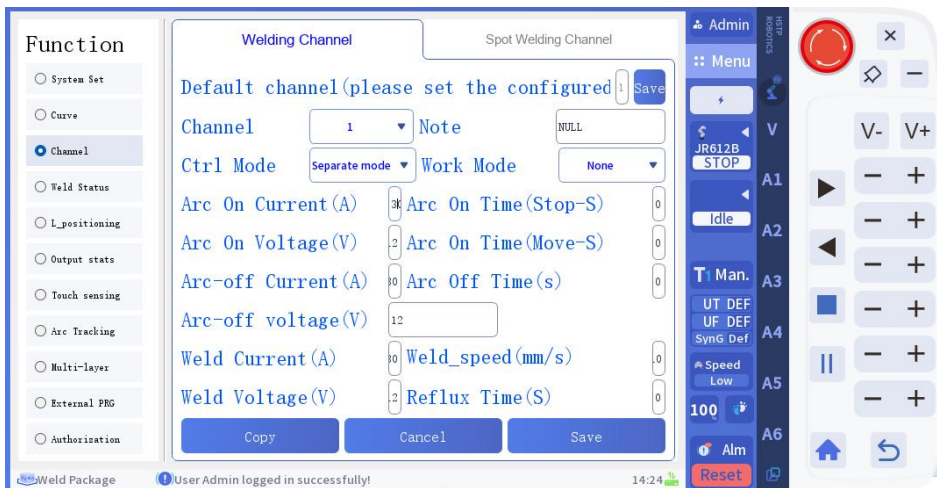 Function
System Set
Curve
Channel
Weld Status
L_positioning
Output stats
Touch sensing
Arc Tracking
Multi-layer
External PRG
Authorization
Welding Channel
Spot Welding Channel
Default channel(please set the configured 1 Save
Channel 1 Note NULL
Ctrl Mode Separate mode Work Mode None
Arc On Current(A) Arc On Time(Stop-S) 0
Arc On Voltage(V) .2 Arc On Time(Move-S) 0
Arc-off Current(A) Arc Off Time(s) 0
Arc-off voltage(V) 12
Weld Current(A) Weld_speed(mm/s) .0
Weld Voltage(V) .2 Reflux Time(S) 0
Copy Cancel Save
Weld Package
User Admin logged in successfully!
14:24
Admin
Menu
JR612B
STOP
Idle
T1 Man.
UT DEF
UF DEF
SynG Def
Speed
Low
100
Alm
Reset
HSTP
ROBOTICS
V
A1
A2
A3
A4
A5
A6
V- V+
- +
- +
- +
- +
- +
- +